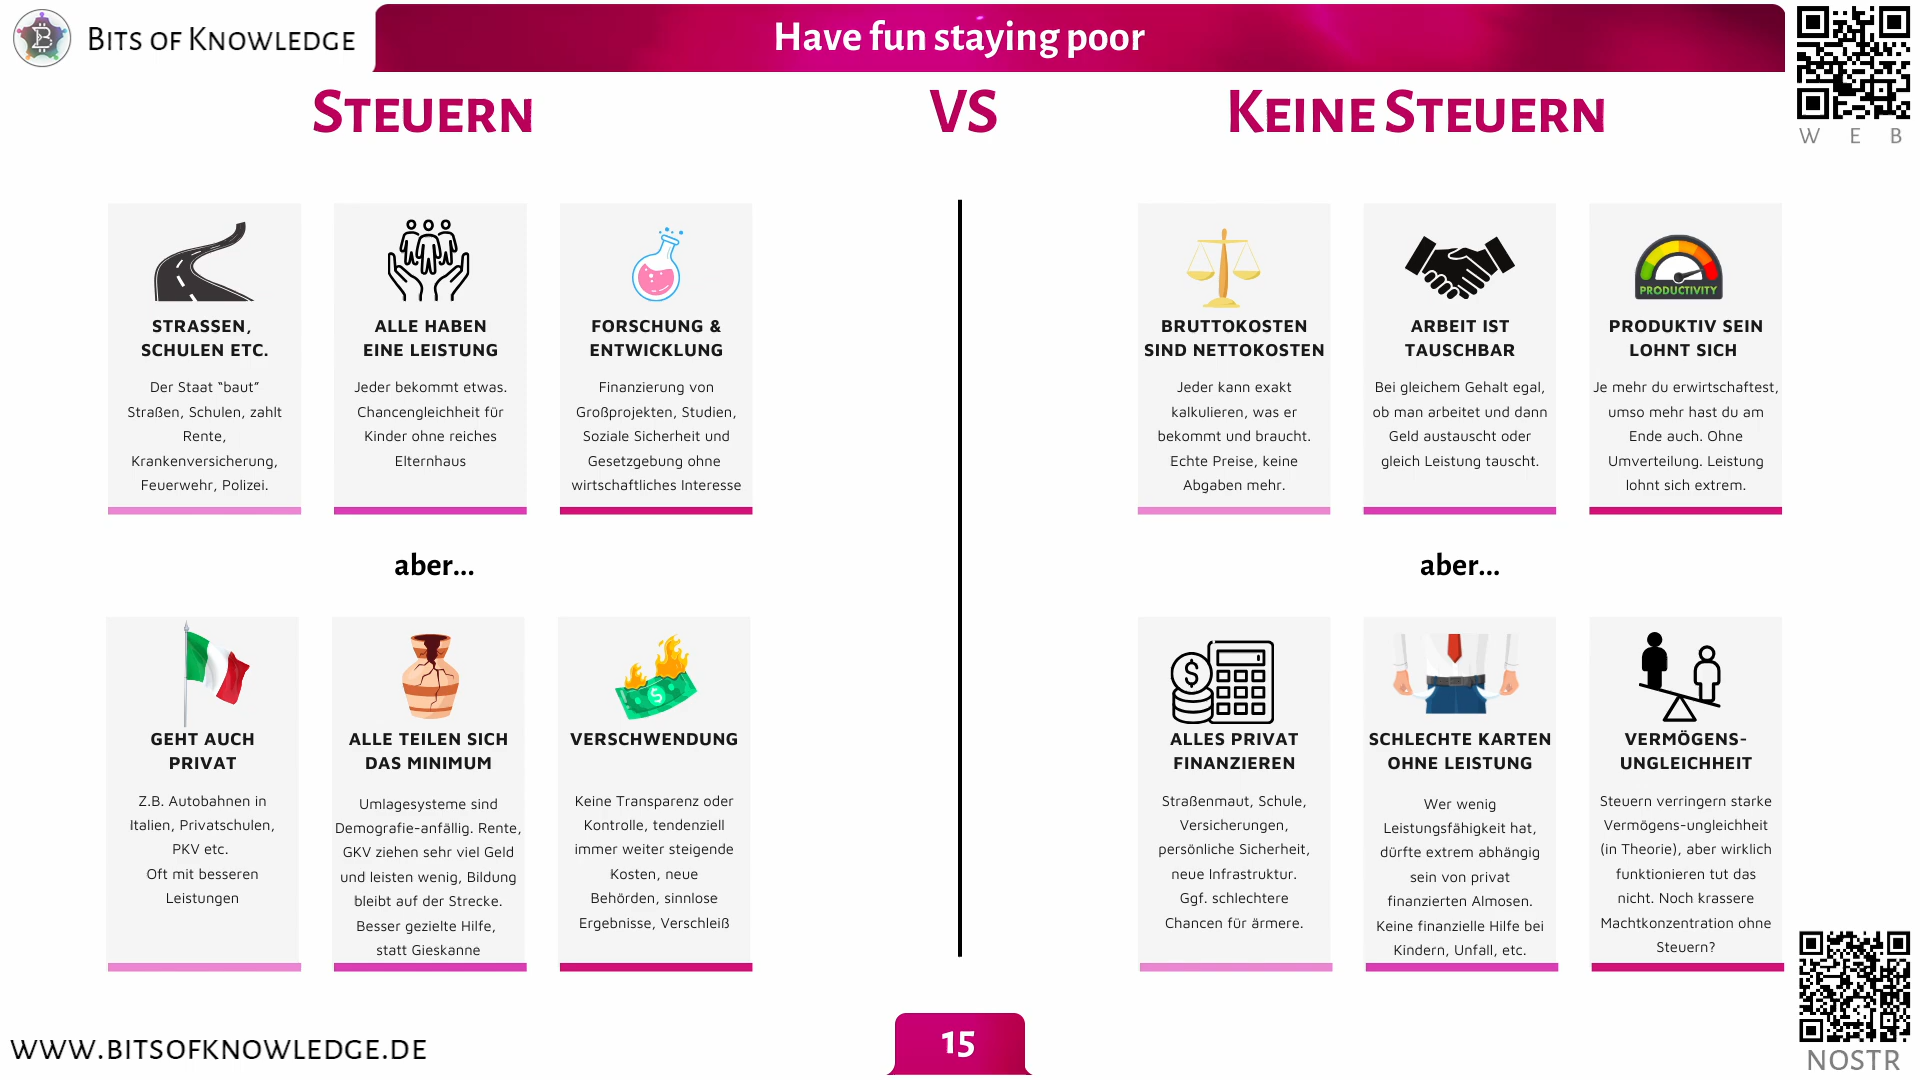 Bits of Knowledge
Have fun staying poor
WEB
Steuern
VS
Keine Steuern
STRASSEN,
SCHULEN ETC.
Der Staat “baut”
Straßen, Schulen, zahlt
Rente,
Krankenversicherung,
Feuerwehr, Polizei.
ALLE HABEN
EINE LEISTUNG
Jeder bekommt etwas.
Chancengleichheit für
Kinder ohne reiches
Elternhaus
FORSCHUNG &
ENTWICKLUNG
Finanzierung von
Großprojekten, Studien,
Soziale Sicherheit und
Gesetzgebung ohne
wirtschaftliches Interesse
aber...
GEHT AUCH
PRIVAT
Z.B. Autobahnen in
Italien, Privatschulen,
PKV etc.
Oft mit besseren
Leistungen
ALLE TEILEN SICH
DAS MINIMUM
Umlagesysteme sind
Demografie-anfällig. Rente,
GKV ziehen sehr viel Geld
und leisten wenig, Bildung
bleibt auf der Strecke.
Besser gezielte Hilfe,
statt Gieskanne
VERSCHWENDUNG
Keine Transparenz oder
Kontrolle, tendenziell
immer weiter steigende
Kosten, neue
Behörden, sinnlose
Ergebnisse, Verschleiß
BRUTTOKOSTEN
SIND NETTOKOSTEN
Jeder kann exakt
kalkulieren, was er
bekommt und braucht.
Echte Preise, keine
Abgaben mehr.
ARBEIT IST
TAUSCHBAR
Bei gleichem Gehalt egal,
ob man arbeitet und dann
Geld austauscht oder
gleich Leistung tauscht.
PRODUCTIVITY
PRODUKTIV SEIN
LOHNT SICH
Je mehr du erwirtschaftest,
umso mehr hast du am
Ende auch. Ohne
Umverteilung. Leistung
lohnt sich extrem.
aber...
ALLES PRIVAT
FINANZIEREN
Straßenmaut, Schule,
Versicherungen,
persönliche Sicherheit,
neue Infrastruktur.
Ggf. schlechtere
Chancen für ärmere.
SCHLECHTE KARTEN
OHNE LEISTUNG
Wer wenig
Leistungsfähigkeit hat,
dürfte extrem abhängig
sein von privat
finanzierten Almosen.
Keine finanzielle Hilfe bei
Kindern, Unfall, etc.
VERMÖGENS-
UNGLEICHHEIT
Steuern verringern starke
Vermögens-ungleichheit
(in Theorie), aber wirklich
funktionieren tut das
nicht. Noch krassere
Machtkonzentration ohne
Steuern?
www.bitsofknowledge.de
15
NOSTR